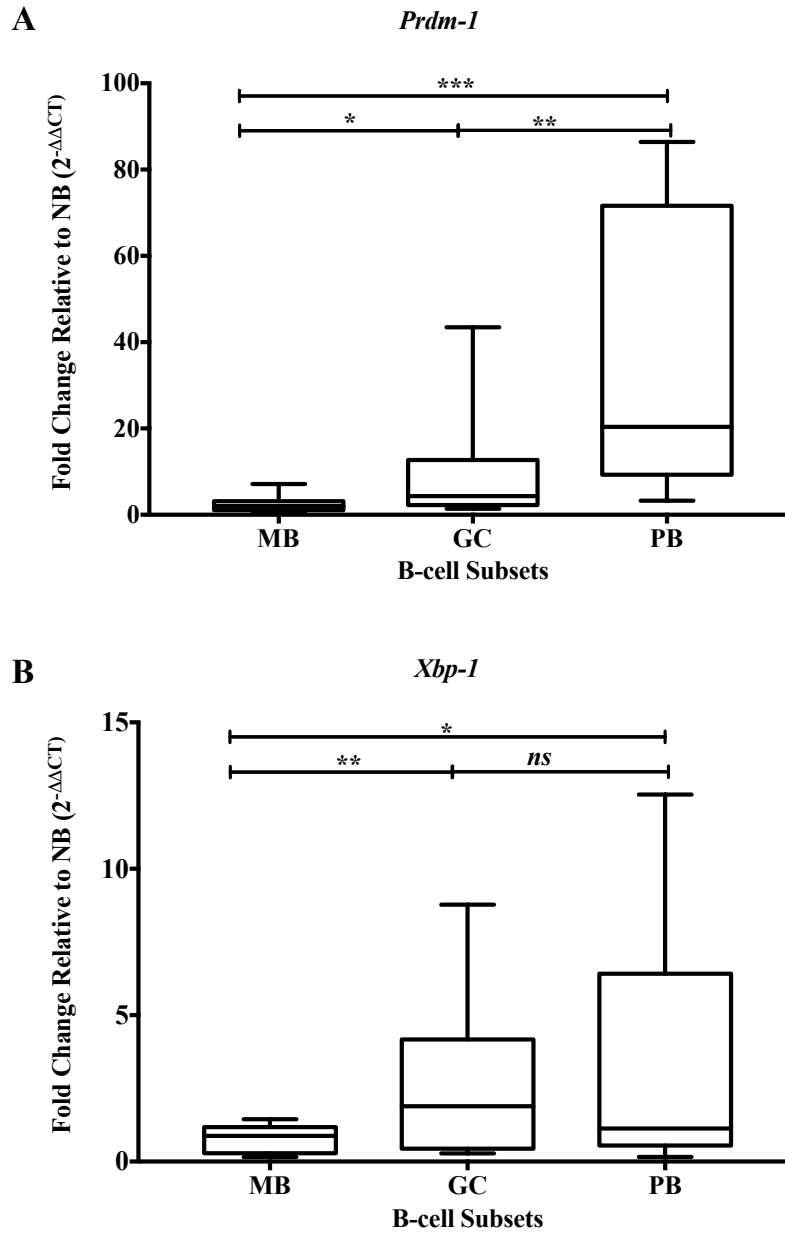 A
Prdm-1
Fold Change Relative to NB (2-ΔΔCT)
100
80
60
40
20
0
***
*
**
MB
GC
PB
B-cell Subsets
B
Xbp-1
Fold Change Relative to NB (2-ΔΔCT)
15
10
5
0
*
**
ns
MB
GC
PB
B-cell Subsets